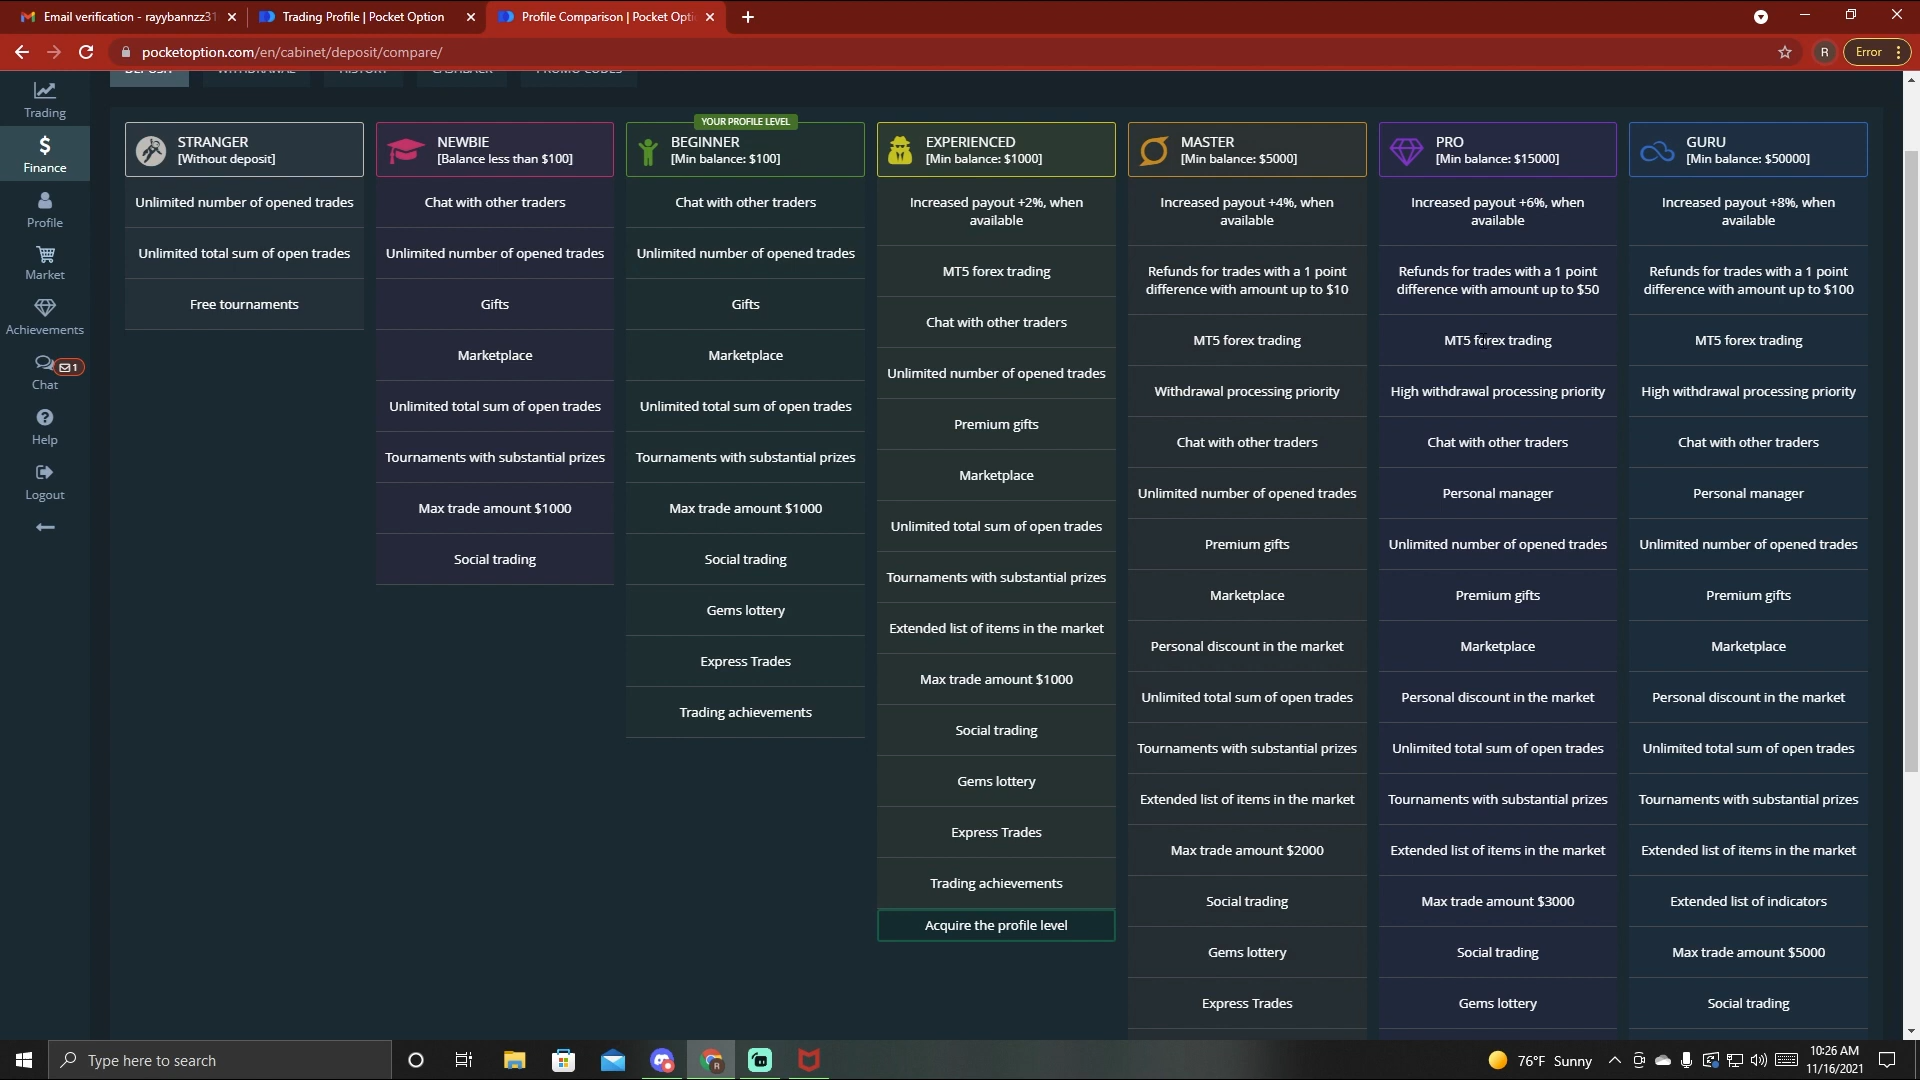 Email verification - rayybannzz31
Trading Profile | Pocket Option
Profile Comparison | Pocket Opti
pocketoption.com/en/cabinet/deposit/compare/
R
Error
DEPOSIT
WITHDRAWAL
HISTORY
CASHBACK
PROMO CODES
Trading
Finance
Profile
Market
Achievements
1
Chat
Help
Logout
STRANGER
[Without deposit]
Unlimited number of opened trades
Unlimited total sum of open trades
Free tournaments
NEWBIE
[Balance less than $100]
Chat with other traders
Unlimited number of opened trades
Gifts
Marketplace
Unlimited total sum of open trades
Tournaments with substantial prizes
Max trade amount $1000
Social trading
YOUR PROFILE LEVEL
BEGINNER
[Min balance: $100]
Chat with other traders
Unlimited number of opened trades
Gifts
Marketplace
Unlimited total sum of open trades
Tournaments with substantial prizes
Max trade amount $1000
Social trading
Gems lottery
Express Trades
Trading achievements
EXPERIENCED
[Min balance: $1000]
Increased payout +2%, when
available
MT5 forex trading
Chat with other traders
Unlimited number of opened trades
Premium gifts
Marketplace
Unlimited total sum of open trades
Tournaments with substantial prizes
Extended list of items in the market
Max trade amount $1000
Social trading
Gems lottery
Express Trades
Trading achievements
Acquire the profile level
MASTER
[Min balance: $5000]
Increased payout +4%, when
available
Refunds for trades with a 1 point
difference with amount up to $10
MT5 forex trading
Withdrawal processing priority
Chat with other traders
Unlimited number of opened trades
Premium gifts
Marketplace
Personal discount in the market
Unlimited total sum of open trades
Tournaments with substantial prizes
Extended list of items in the market
Max trade amount $2000
Social trading
Gems lottery
Express Trades
PRO
[Min balance: $15000]
Increased payout +6%, when
available
Refunds for trades with a 1 point
difference with amount up to $50
MT5 forex trading
High withdrawal processing priority
Chat with other traders
Personal manager
Unlimited number of opened trades
Premium gifts
Marketplace
Personal discount in the market
Unlimited total sum of open trades
Tournaments with substantial prizes
Extended list of items in the market
Max trade amount $3000
Social trading
Gems lottery
GURU
[Min balance: $50000]
Increased payout +8%, when
available
Refunds for trades with a 1 point
difference with amount up to $100
MT5 forex trading
High withdrawal processing priority
Chat with other traders
Personal manager
Unlimited number of opened trades
Premium gifts
Marketplace
Personal discount in the market
Unlimited total sum of open trades
Tournaments with substantial prizes
Extended list of items in the market
Extended list of indicators
Max trade amount $5000
Social trading
Type here to search
76°F Sunny
10:26 AM
11/16/2021